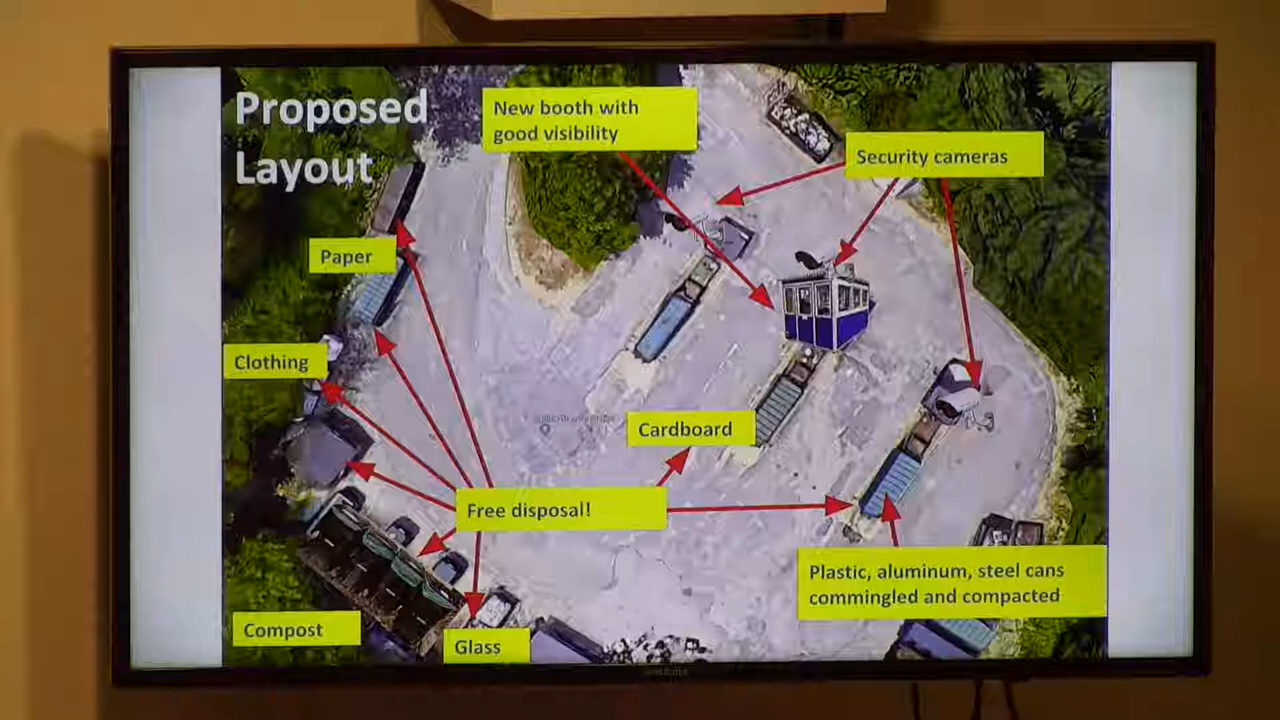 Proposed
Layout
New booth with
good visibility
Security cameras
Paper
Clothing
Cardboard
Free disposal!
Plastic, aluminum, steel cans
commingled and compacted
Compost
Glass